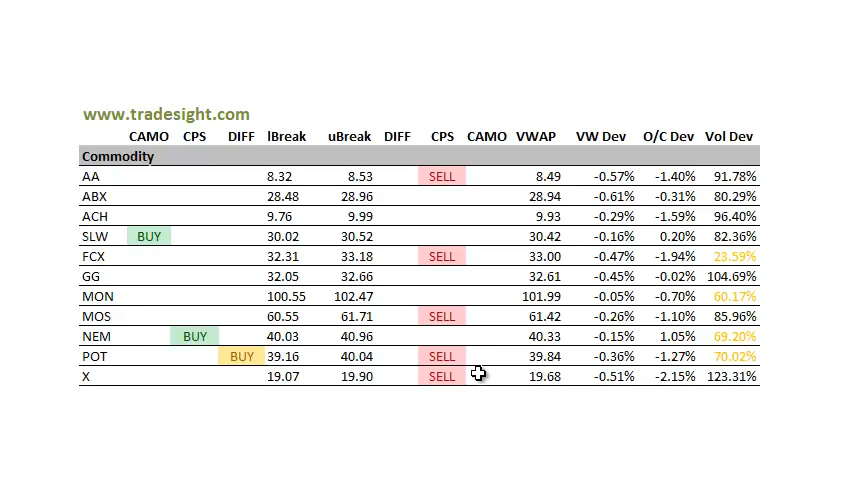 www.tradesight.com
CAMO CPS DIFF lBreak uBreak DIFF CPS CAMO VWAP VW Dev O/C Dev Vol Dev
Commodity
AA 8.32 8.53 SELL 8.49 -0.57% -1.40% 91.78%
ABX 28.48 28.96 28.94 -0.61% -0.31% 80.29%
ACH 9.76 9.99 9.93 -0.29% -1.59% 96.40%
SLW BUY 30.02 30.52 30.42 -0.16% 0.20% 82.36%
FCX 32.31 33.18 SELL 33.00 -0.47% -1.94% 23.59%
GG 32.05 32.66 32.61 -0.45% -0.02% 104.69%
MON 100.55 102.47 101.99 -0.05% -0.70% 60.17%
MOS 60.55 61.71 SELL 61.42 -0.26% -1.10% 85.96%
NEM BUY 40.03 40.96 40.33 -0.15% 1.05% 69.20%
POT BUY 39.16 40.04 SELL 39.84 -0.36% -1.27% 70.02%
X 19.07 19.90 SELL 19.68 -0.51% -2.15% 123.31%